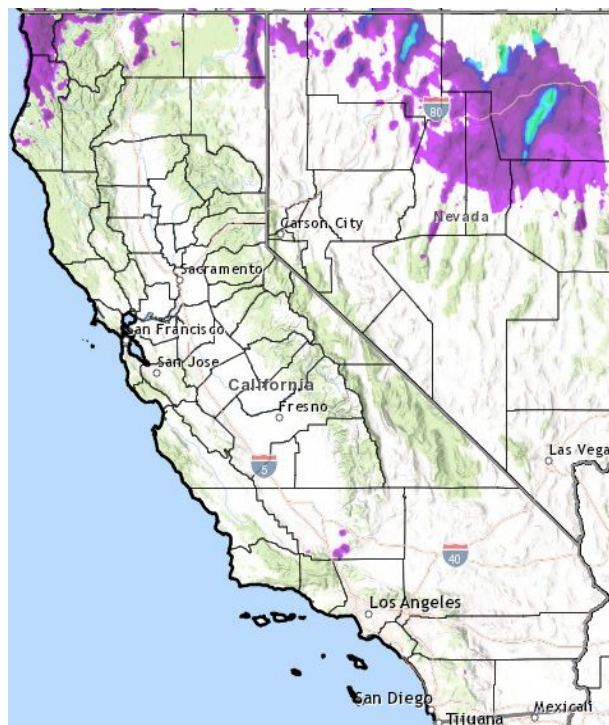 80
Nevada
Carson City
Sacramento
San Francisco
San Jose
California
Fresno
Las Vega
5
40
Los Angeles
San Diego
Mexicali
Tijuana